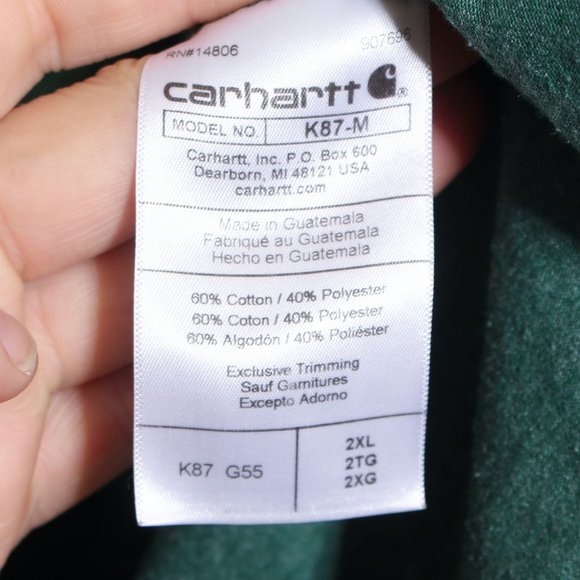 RN#14806 907696
carhartt
MODEL NO. K87-M
Carhartt, Inc. P.O. Box 600
Dearborn, MI 48121 USA
carhartt.com
Made in Guatemala
Fabriqué au Guatemala
Hecho en Guatemala
60% Cotton / 40% Polyester
60% Coton / 40% Polyester
60% Algodón / 40% Poliéster
Exclusive Trimming
Sauf Garnitures
Excepto Adorno
K87 G55
2XL
2TG
2XG